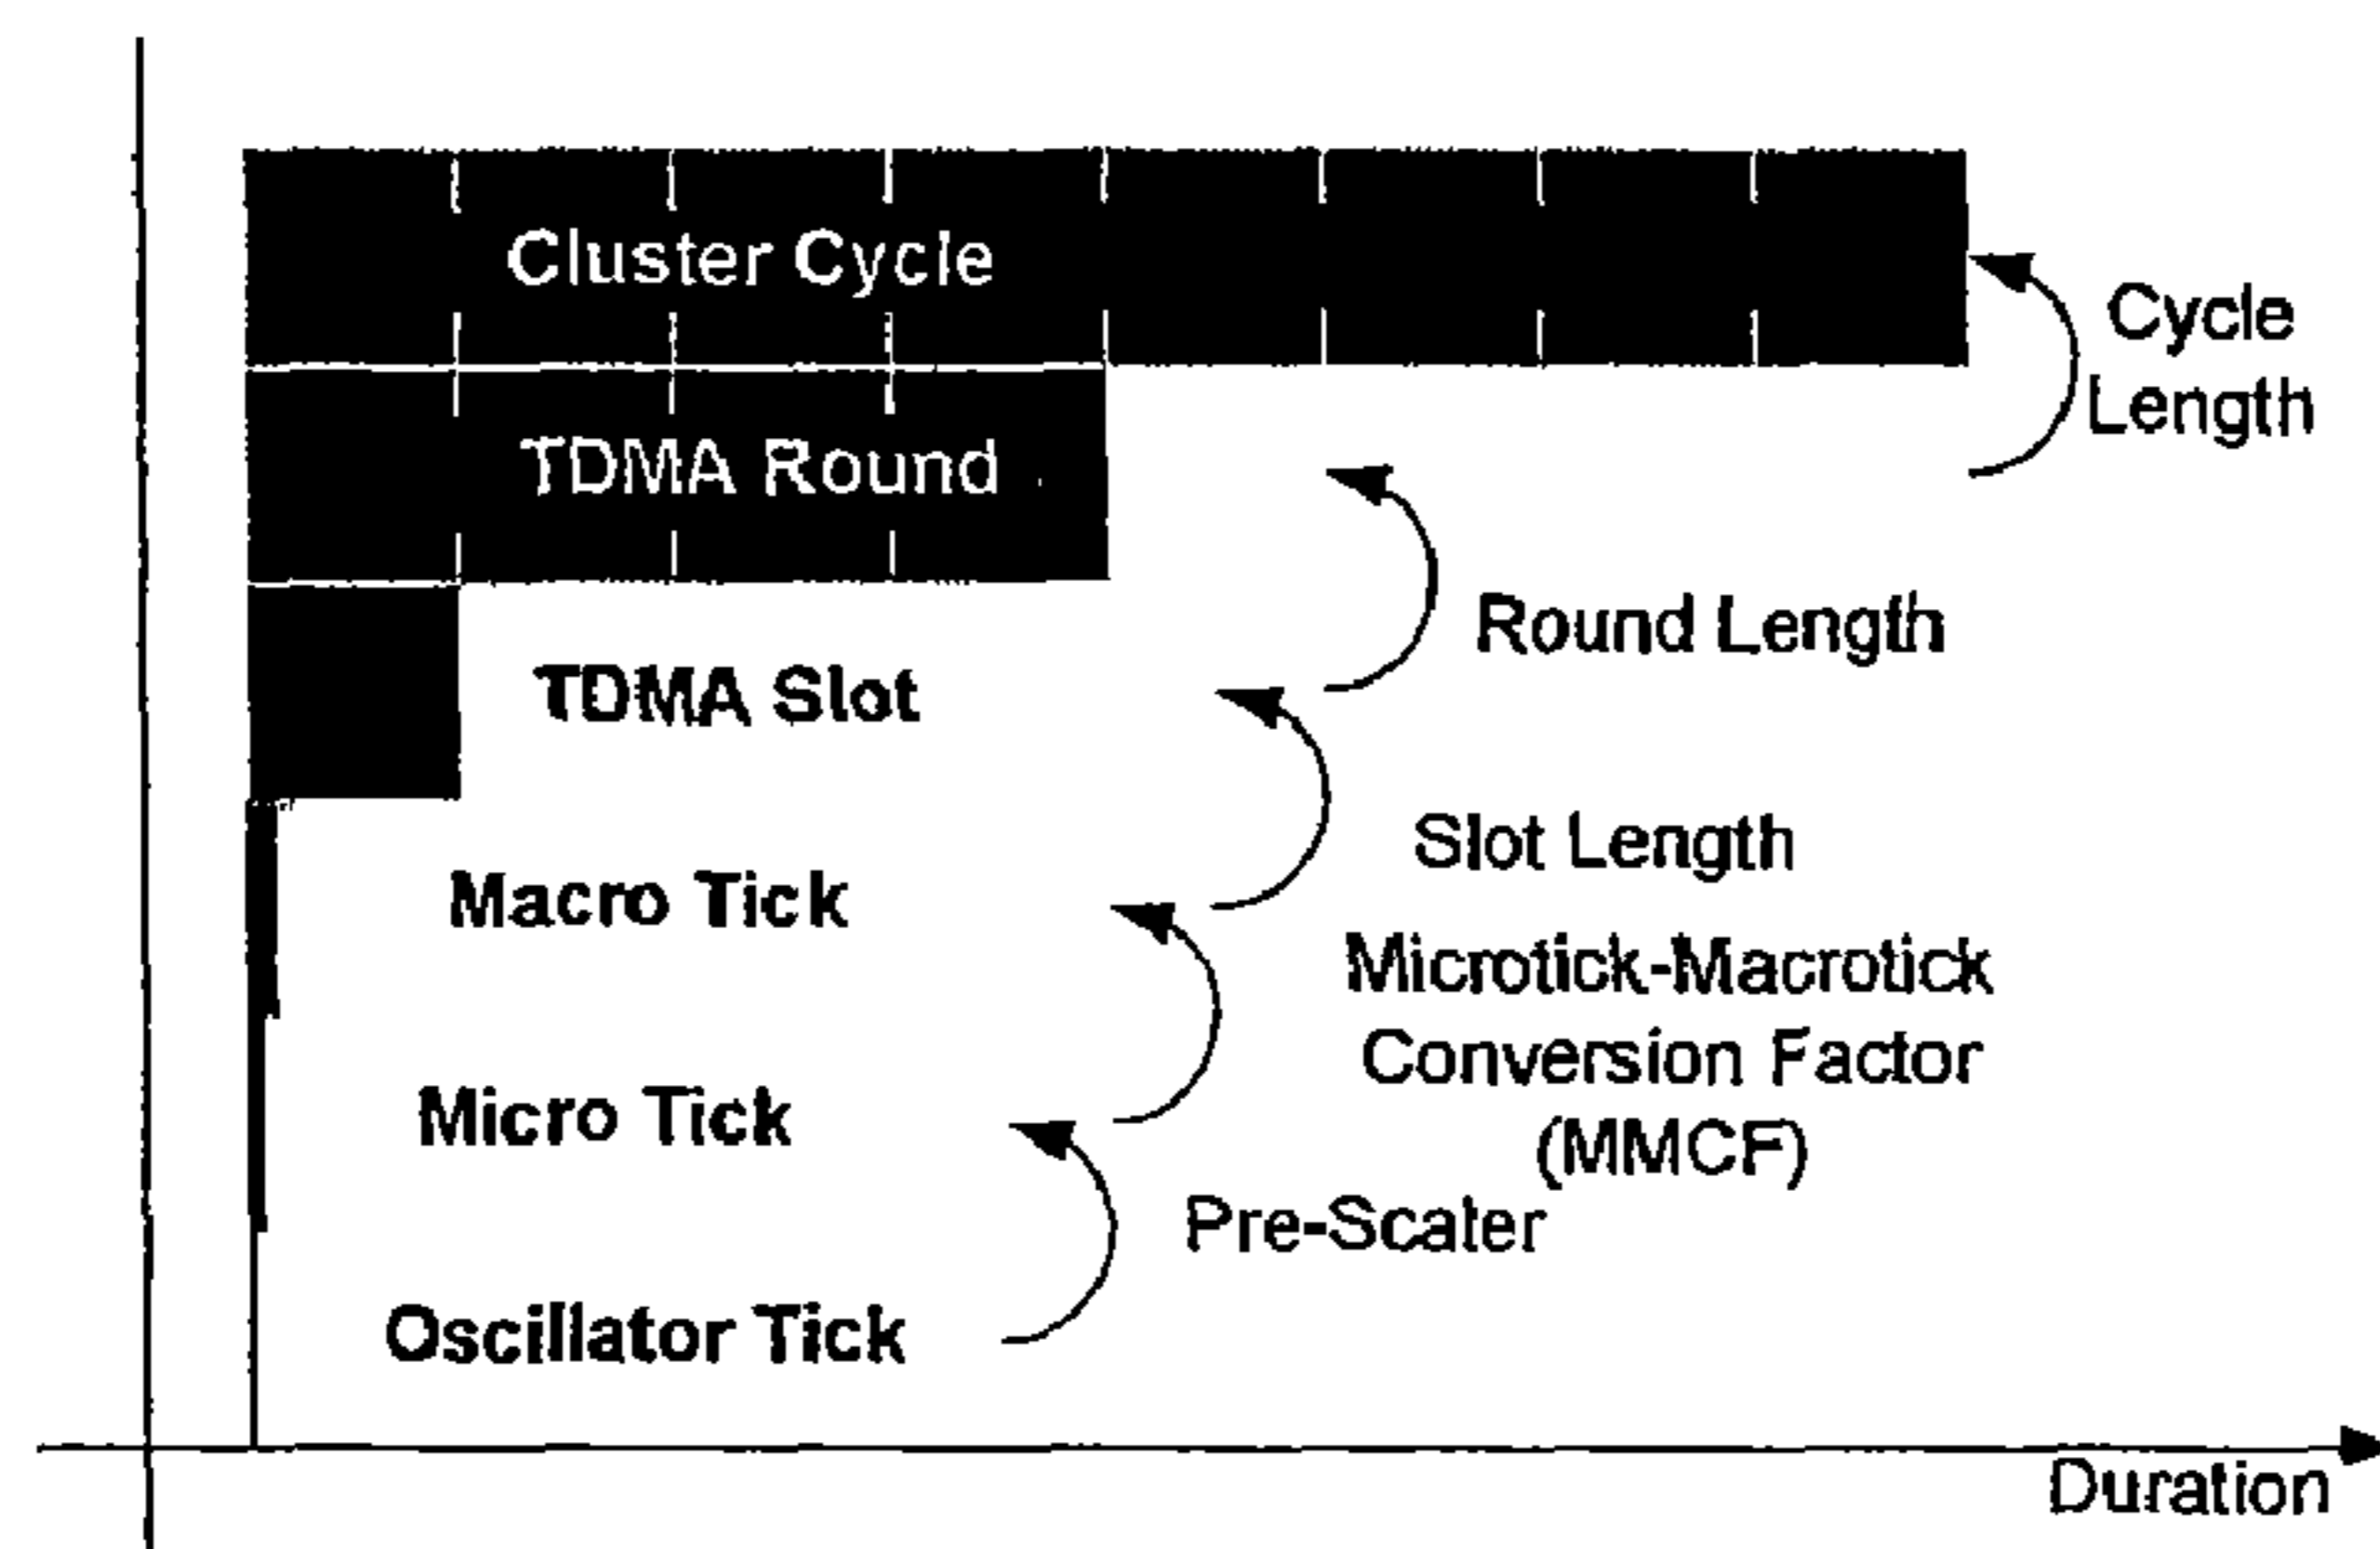 Cluster Cycle
Cycle
Length
TDMA Round
Round Length
TDMA Slot
Slot Length
Macro Tick
Microtick-Macrotick
Conversion Factor
(MMCF)
Micro Tick
Pre-Scaler
Oscillator Tick
Duration